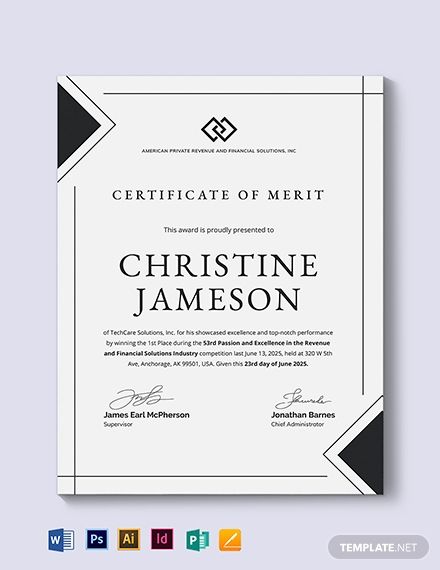 AMERICAN PRIVATE REVENUE AND FINANCIAL SOLUTIONS, INC
CERTIFICATE OF MERIT
This award is proudly presented to
CHRISTINE
JAMESON
of TechCare Solutions, Inc. for his showcased excellence and top-notch performance
by winning the 1st Place during the 53rd Passion and Excellence in the Revenue
and Financial Solutions Industry competition last June 13, 2025, held at 320 W 5th
Ave, Anchorage, AK 99501, USA. Given this 23rd day of June 2025.
James Earl McPherson
Supervisor
Jonathan Barnes
Chief Administrator
W
Ps
Ai
Id
P
TEMPLATE.NET